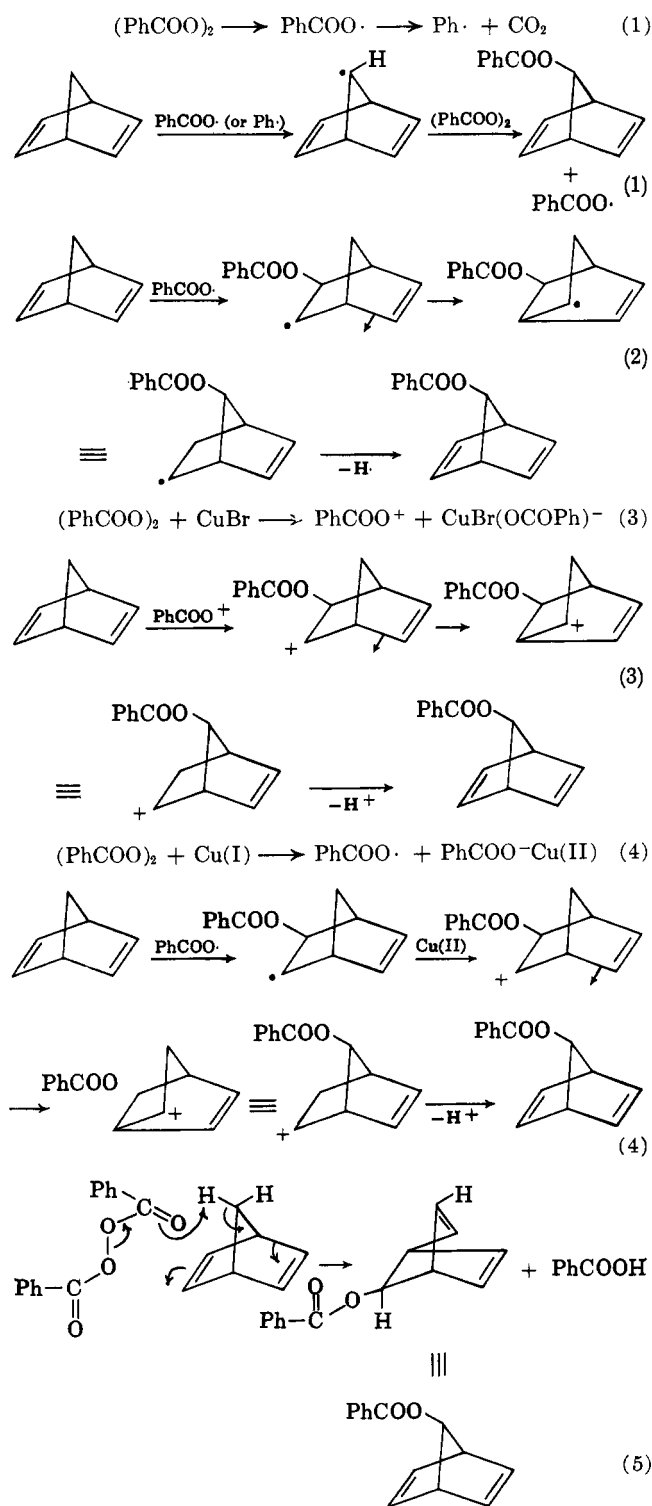 (PhCOO)₂ ⟶ PhCOO· ⟶ Ph· + CO₂ (1)
H
PhCOO
PhCOO· (or Ph·) (PhCOO)₂
+
PhCOO·
(1)
PhCOO PhCOO
PhCOO·
(2)
PhCOO PhCOO
≡ −H·
(PhCOO)₂ + CuBr ⟶ PhCOO⁺ + CuBr(OCOPh)⁻ (3)
PhCOO PhCOO
PhCOO⁺ + +
(3)
PhCOO PhCOO
≡ + −H⁺
(PhCOO)₂ + Cu(I) ⟶ PhCOO· + PhCOO⁻Cu(II) (4)
PhCOO PhCOO
PhCOO· Cu(II) +
PhCOO PhCOO PhCOO
⟶ + ≡ + −H⁺
(4)
Ph C O H H H
O
O
Ph C O
O
Ph C O O H + PhCOOH
≡
PhCOO
(5)